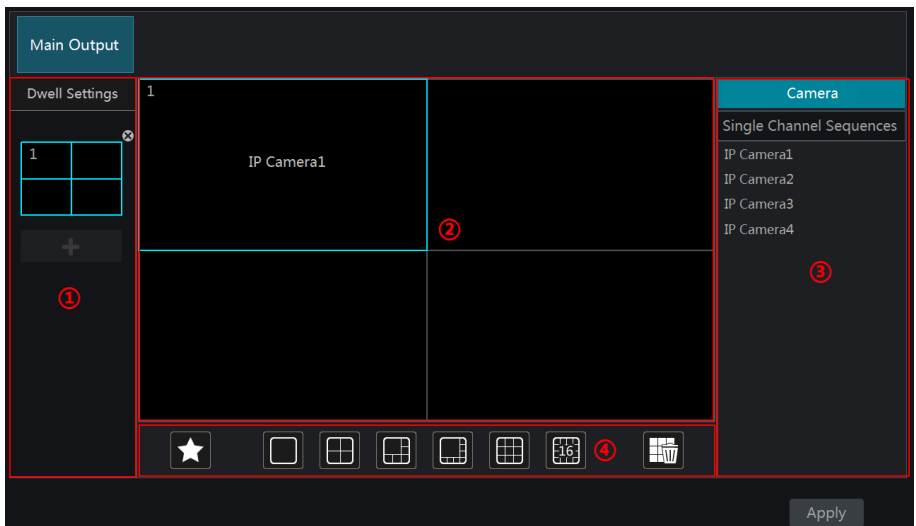 Main Output
Dwell Settings
1
①
1
IP Camera1
②
Camera
Single Channel Sequences
IP Camera1
IP Camera2
IP Camera3
IP Camera4
③
16
④
Apply